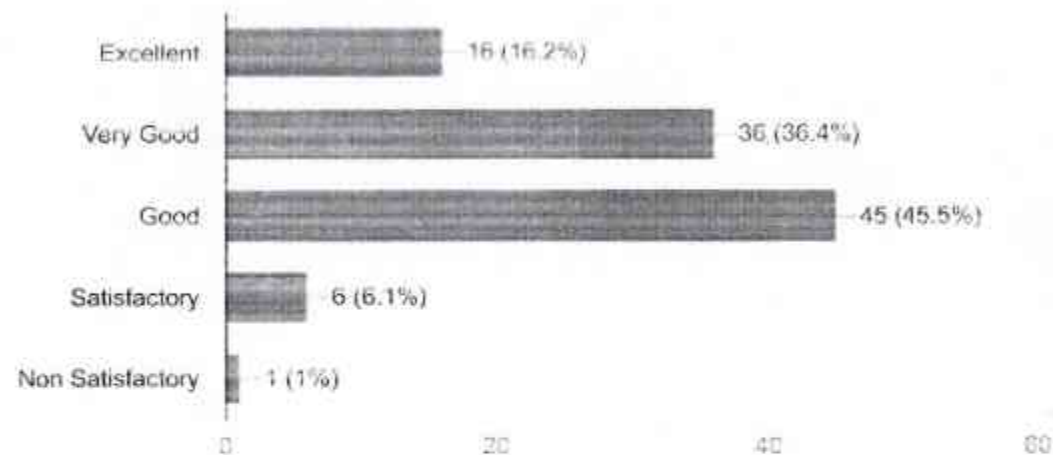 Excellent 16 (16.2%)
Very Good 36 (36.4%)
Good 45 (45.5%)
Satisfactory 6 (6.1%)
Non Satisfactory 1 (1%)
0 20 40 60